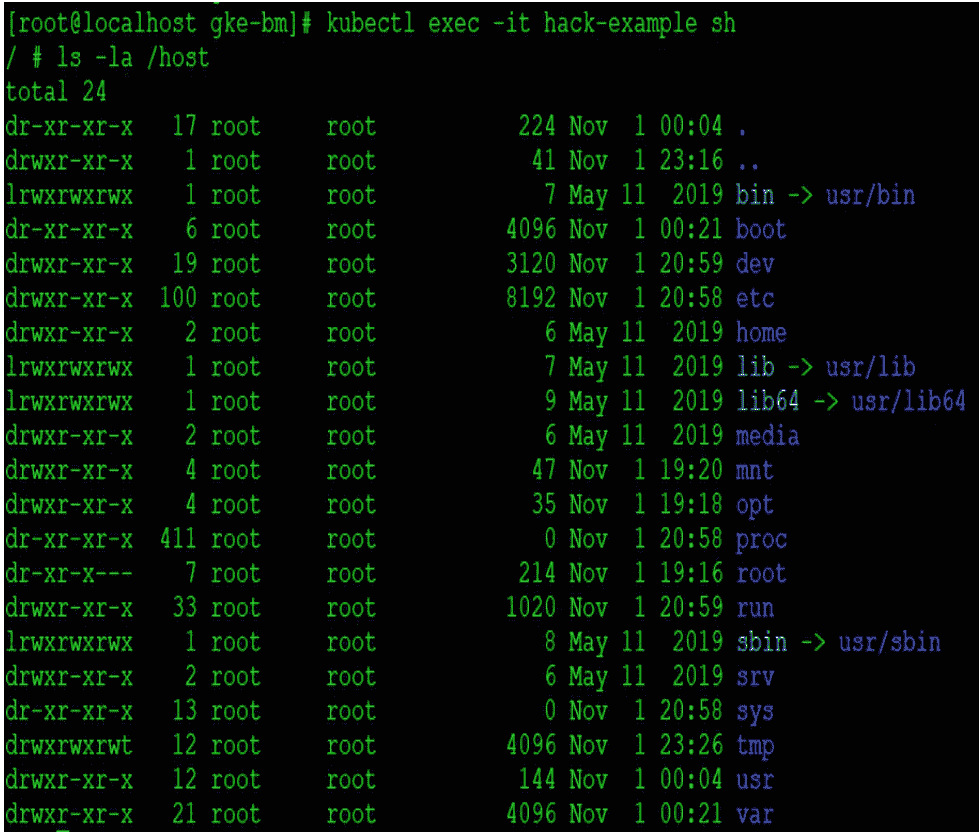 [root@localhost gke-bm]# kubectl exec -it hack-example sh
/ # ls -la /host
total 24
dr-xr-xr-x   17 root     root           224 Nov  1 00:04 .
drwxr-xr-x    1 root     root            41 Nov  1 23:16 ..
lrwxrwxrwx    1 root     root             7 May 11  2019 bin -> usr/bin
dr-xr-xr-x    6 root     root          4096 Nov  1 00:21 boot
drwxr-xr-x   19 root     root          3120 Nov  1 20:59 dev
drwxr-xr-x  100 root     root          8192 Nov  1 20:58 etc
drwxr-xr-x    2 root     root             6 May 11  2019 home
lrwxrwxrwx    1 root     root             7 May 11  2019 lib -> usr/lib
lrwxrwxrwx    1 root     root             9 May 11  2019 lib64 -> usr/lib64
drwxr-xr-x    2 root     root             6 May 11  2019 media
drwxr-xr-x    4 root     root            47 Nov  1 19:20 mnt
drwxr-xr-x    4 root     root            35 Nov  1 19:18 opt
dr-xr-xr-x  411 root     root             0 Nov  1 20:58 proc
dr-xr-x---    7 root     root           214 Nov  1 19:16 root
drwxr-xr-x   33 root     root          1020 Nov  1 20:59 run
lrwxrwxrwx    1 root     root             8 May 11  2019 sbin -> usr/sbin
drwxr-xr-x    2 root     root             6 May 11  2019 srv
dr-xr-xr-x   13 root     root             0 Nov  1 20:58 sys
drwxrwxrwt   12 root     root          4096 Nov  1 23:26 tmp
drwxr-xr-x   12 root     root           144 Nov  1 00:04 usr
drwxr-xr-x   21 root     root          4096 Nov  1 00:21 var